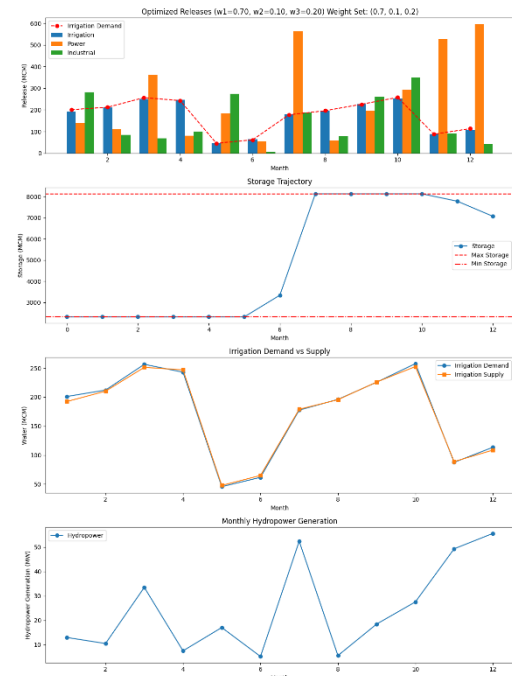 Optimized Releases (w1=0.70, w2=0.10, w3=0.20) Weight Set: (0.7, 0.1, 0.2)
Irrigation Demand
Irrigation
Power
Industrial
Release (MCM)
600
500
400
300
200
100
0
2 4 6 8 10 12
Month
Storage Trajectory
Storage (MCM)
8000
7000
6000
5000
4000
3000
Storage
Max Storage
Min Storage
0 2 4 6 8 10 12
Month
Irrigation Demand vs Supply
Irrigation Demand
Irrigation Supply
Water (MCM)
250
200
150
100
50
2 4 6 8 10 12
Month
Monthly Hydropower Generation
Hydropower
Hydropower Generation (MW)
50
40
30
20
10
0
2 4 6 8 10 12